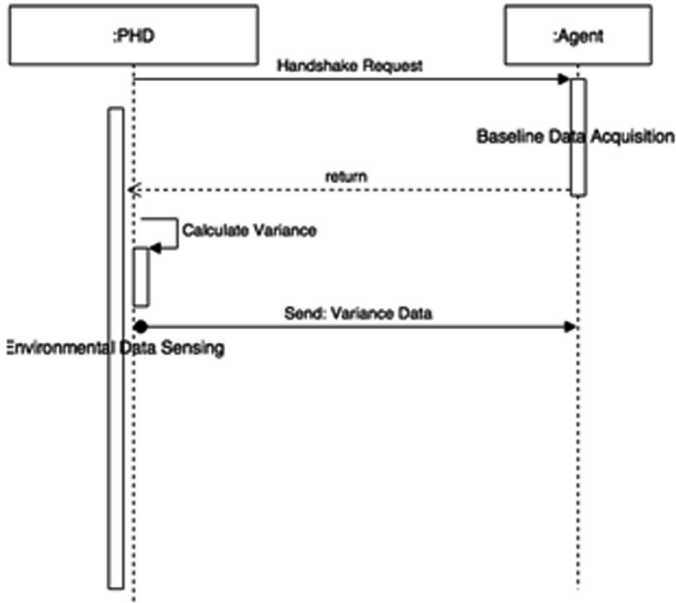 :PHD
:Agent
Handshake Request
Baseline Data Acquisition
return
Calculate Variance
Send: Variance Data
Environmental Data Sensing